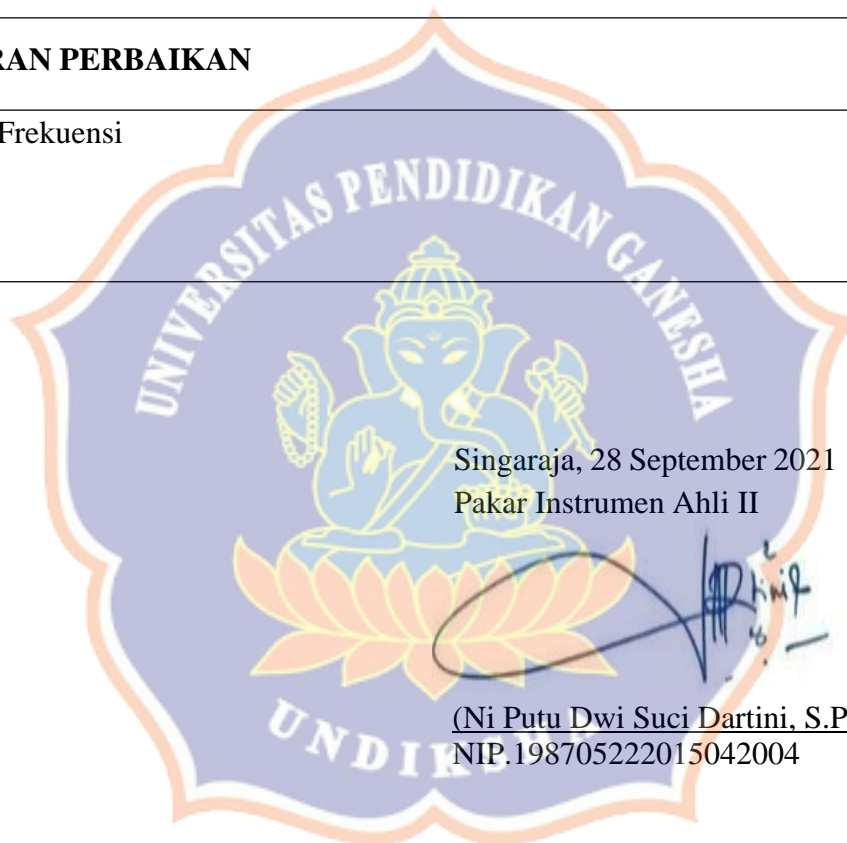 RAN PERBAIKAN
Frekuensi
UNIVERSITAS PENDIDIKAN GANESHA
Singaraja, 28 September 2021
Pakar Instrumen Ahli II
(Ni Putu Dwi Suci Dartini, S.P
NIP.198705222015042004
UNDIKSHA